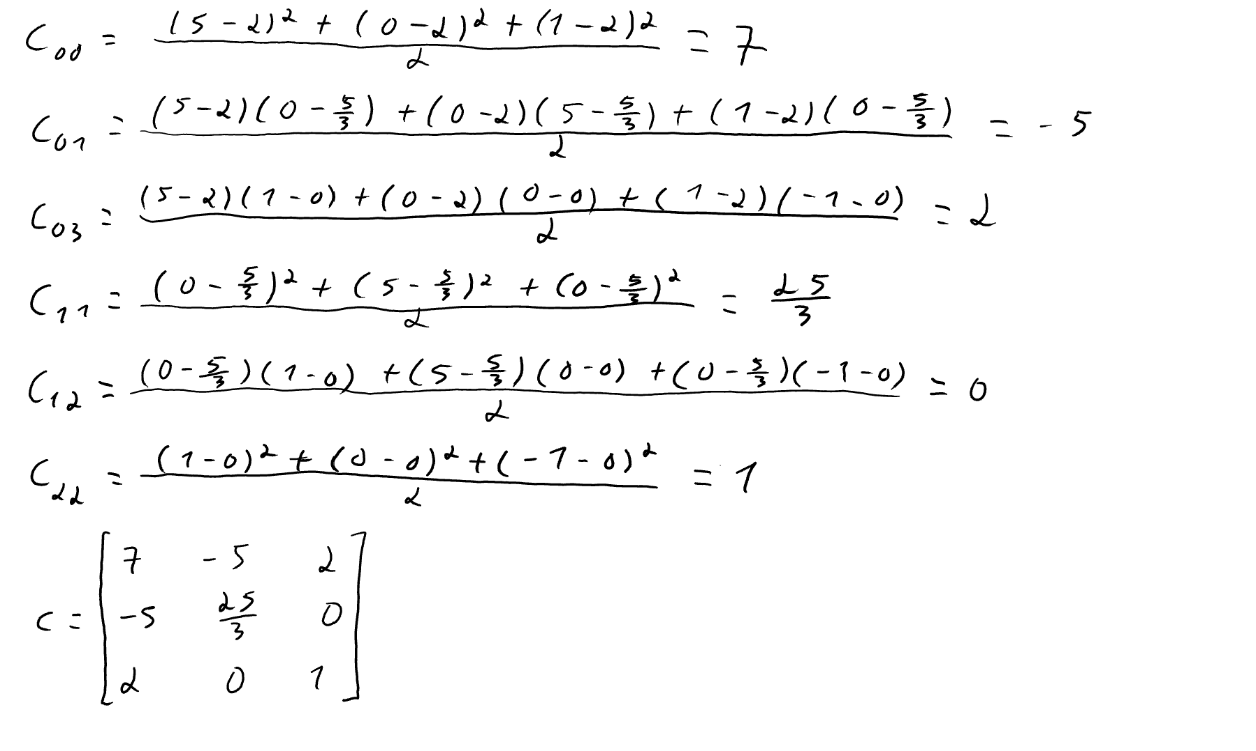 C₀₀ = ((5-2)² + (0-2)² + (1-2)²)/2 = 7
C₀₁ = ((5-2)(0-5/3) + (0-2)(5-5/3) + (1-2)(0-5/3))/2 = -5
C₀₃ = ((5-2)(1-0) + (0-2)(0-0) + (1-2)(-1-0))/2 = 2
C₁₁ = ((0-5/3)² + (5-5/3)² + (0-5/3)²)/2 = 25/3
C₁₂ = ((0-5/3)(1-0) + (5-5/3)(0-0) + (0-5/3)(-1-0))/2 = 0
C₂₂ = ((1-0)² + (0-0)² + (-1-0)²)/2 = 1
7 -5 2
C = -5 25/3 0
2 0 1